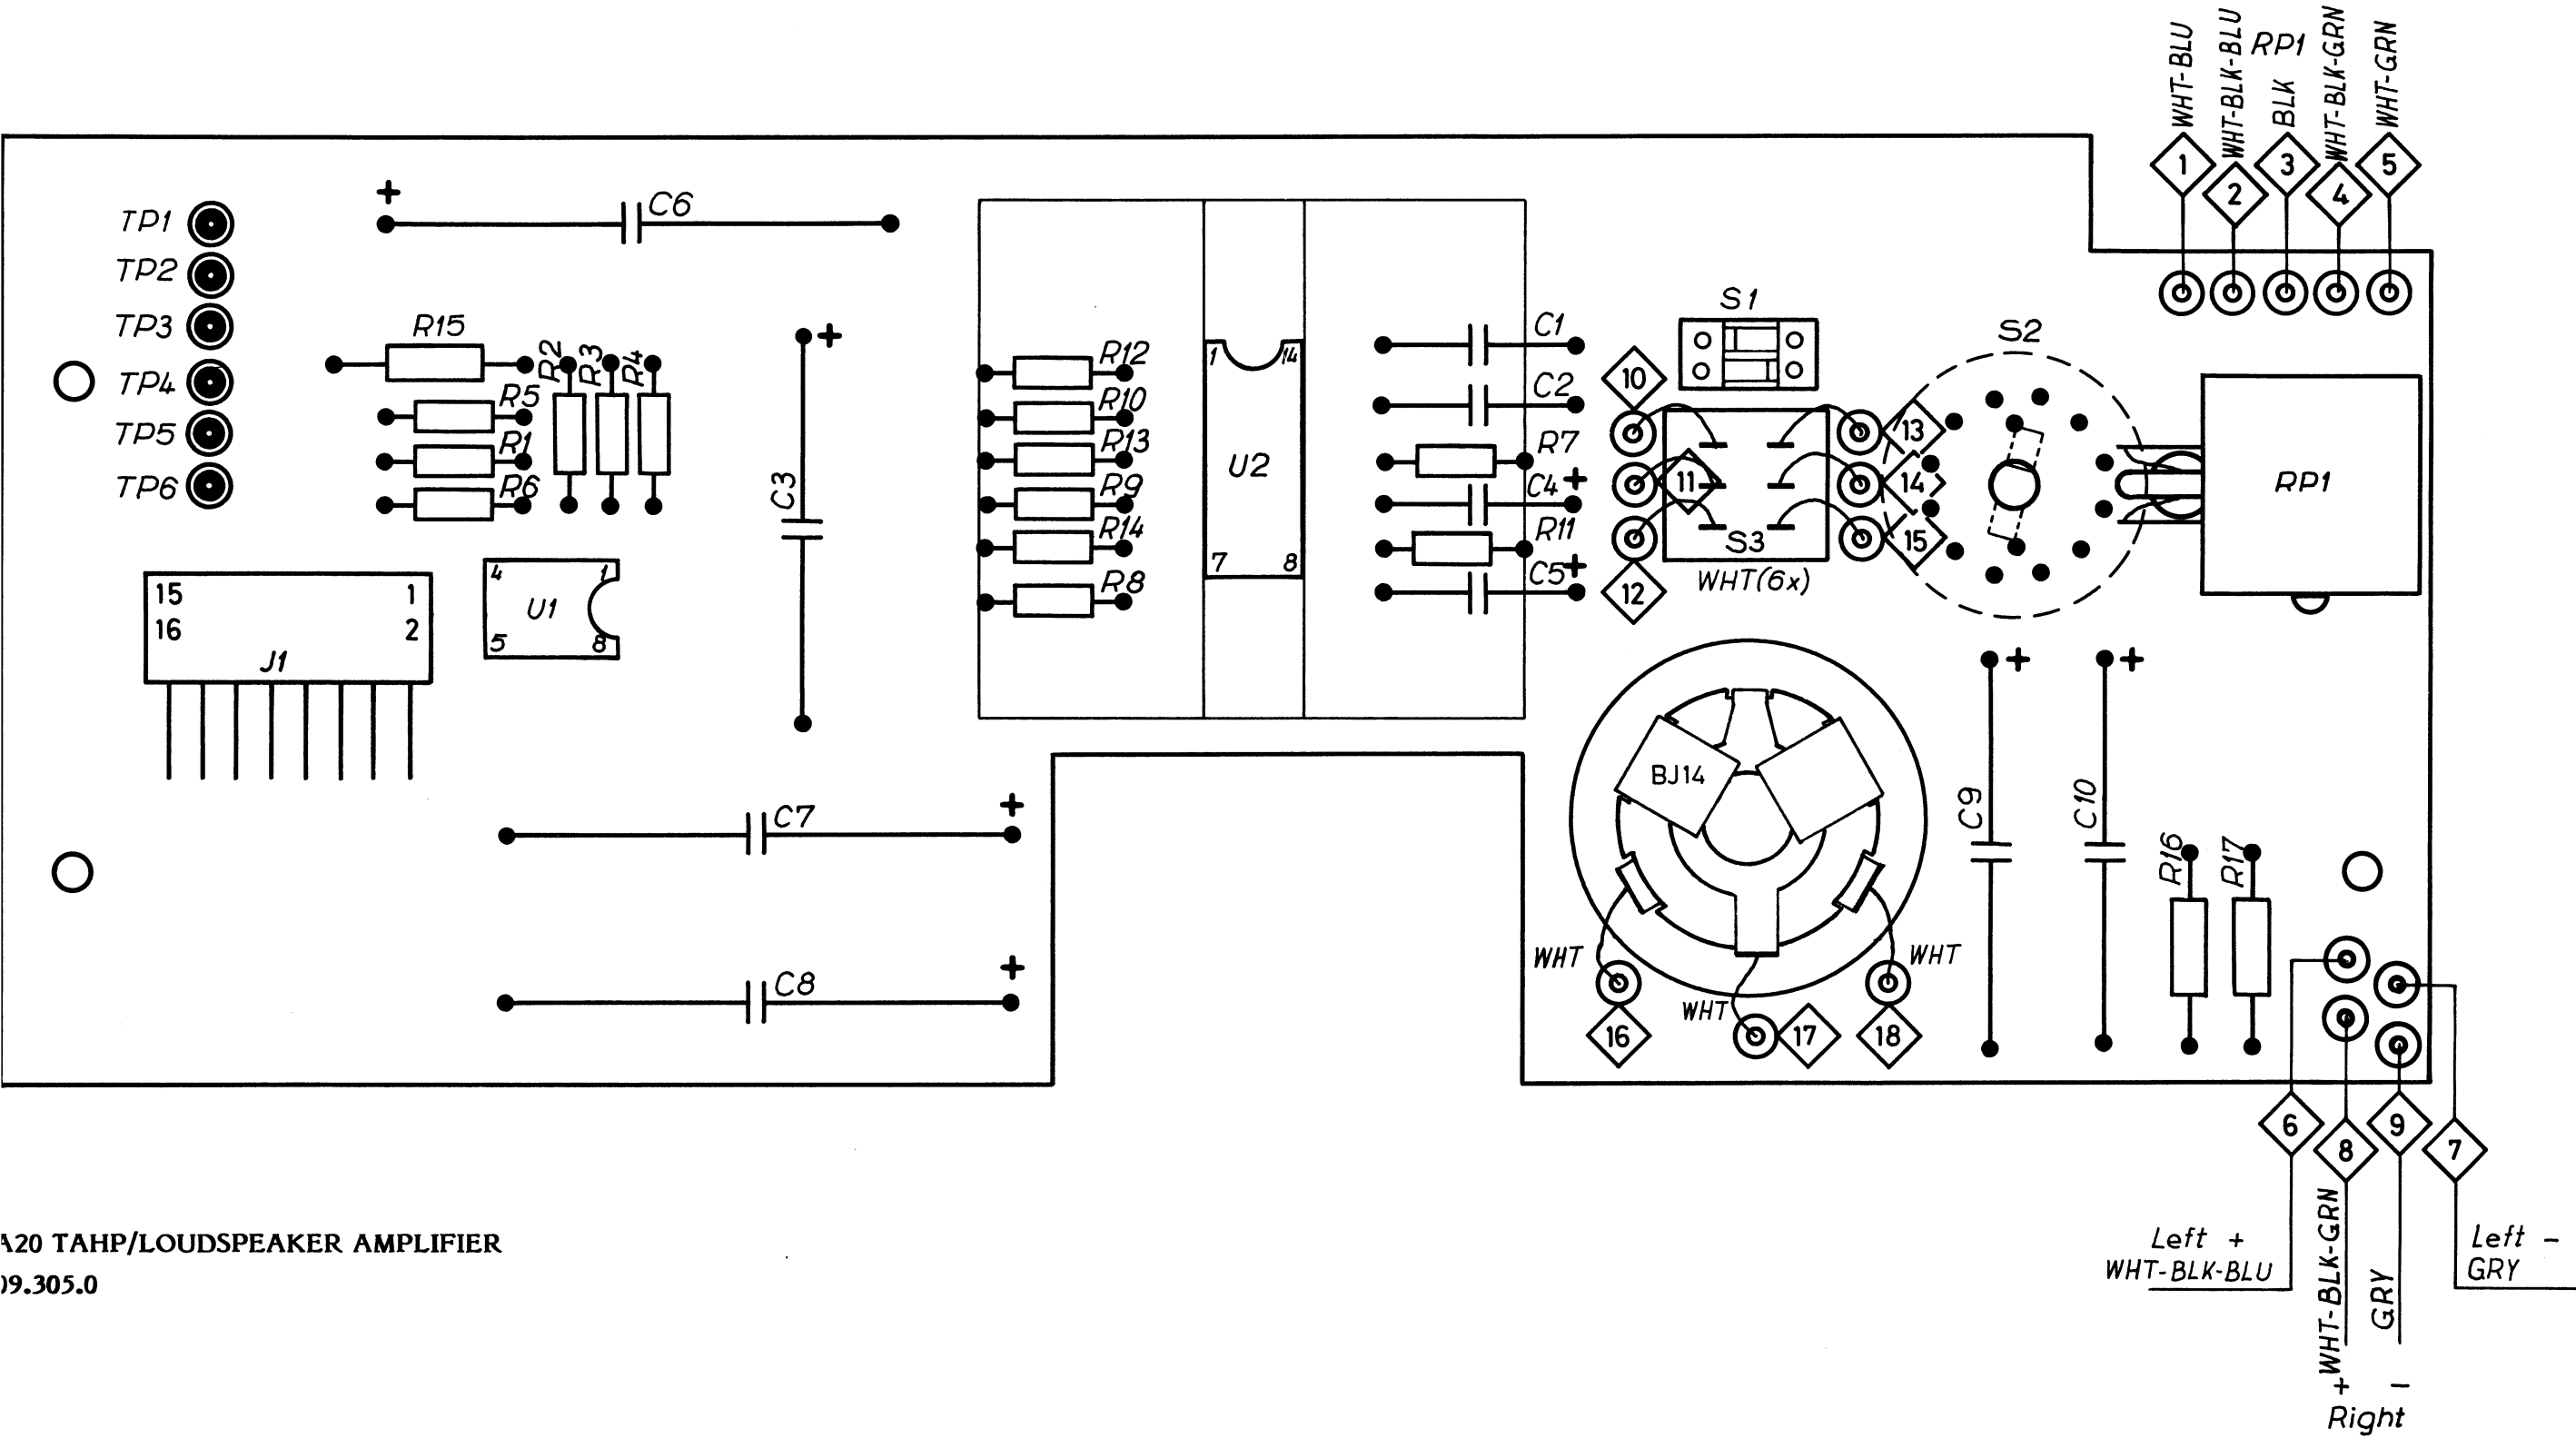 WHT-BLU
WHT-BLK-BLU
RP1
BLK
WHT-BLK-GRN
WHT-GRN
1
2
3
4
5
TP1
TP2
TP3
TP4
TP5
TP6
+
C6
R15
R5
R1
R6
R2
R3
R4
C3
+
15 1
16 2
J1
4 1
U1
5 8
R12
R10
R13
R9
R14
R8
1 14
U2
7 8
C1
C2
R7
C4 +
R11
C5 +
S1
10
11
12
S3
WHT(6x)
13
14
15
S2
RP1
C7 +
C8 +
BJ14
WHT
WHT
WHT
16
17
18
C9 +
C10 +
R16
R17
6
8
9
7
Left +
WHT-BLK-BLU
WHT-BLK-GRN
GRY
Left -
GRY
+ -
Right
A20 TAHP/LOUDSPEAKER AMPLIFIER
09.305.0